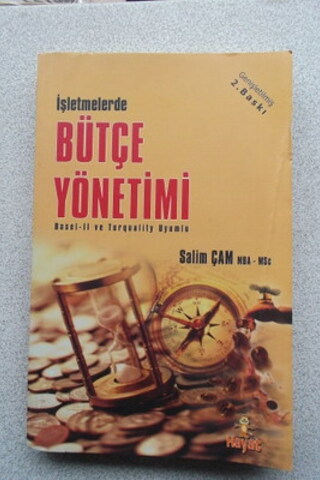 Genişletilmiş
2. Baskı
İşletmelerde
BÜTÇE
YÖNETİMİ
Basel-II ve Turquality Uyumlu
Salim ÇAM MBA - MSc
Hayat